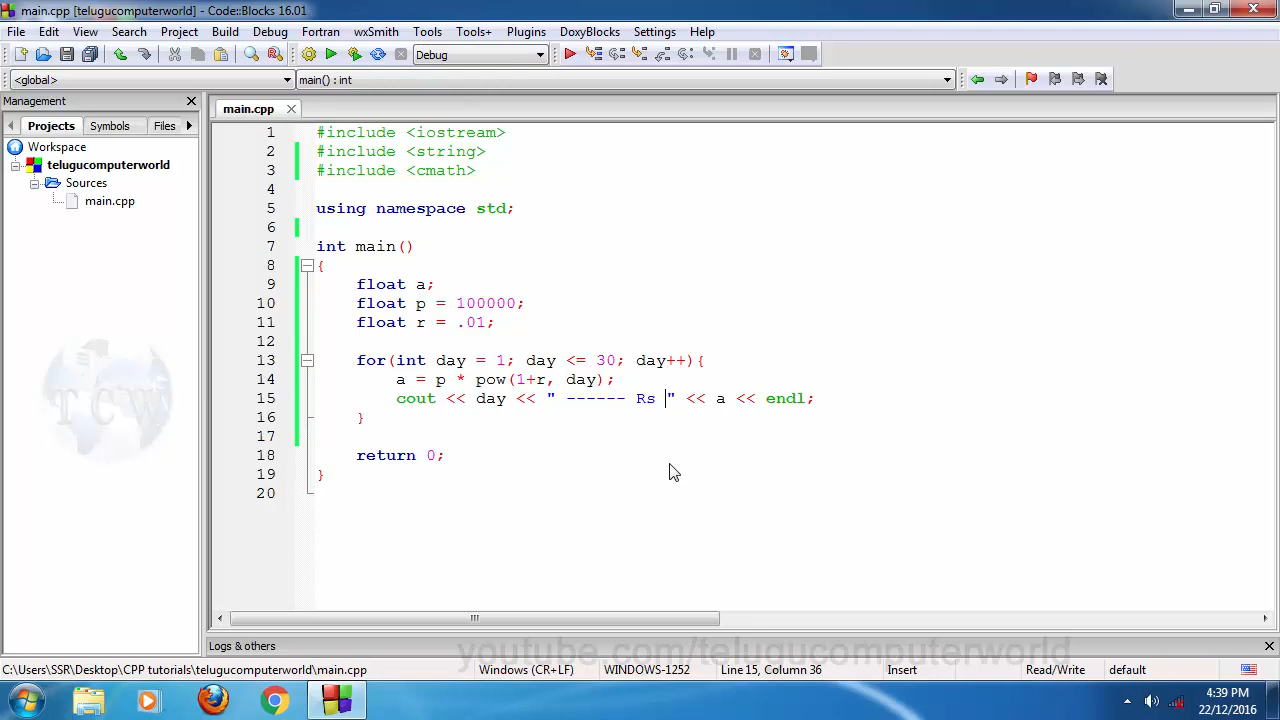 main.cpp [telugucomputerworld] - Code::Blocks 16.01
File Edit View Search Project Build Debug Fortran wxSmith Tools Tools+ Plugins DoxyBlocks Settings Help
Debug
<global> main() : int
Management
main.cpp
Projects Symbols Files
Workspace
telugucomputerworld
Sources
main.cpp
1 #include <iostream>
2 #include <string>
3 #include <cmath>
4
5 using namespace std;
6
7 int main()
8 {
9 float a;
10 float p = 100000;
11 float r = .01;
12
13 for(int day = 1; day <= 30; day++){
14 a = p * pow(1+r, day);
15 cout << day << " ------ Rs " << a << endl;
16 }
17
18 return 0;
19 }
20
TCW
Logs & others
youtube.com/telugucomputerworld
C:\Users\SSR\Desktop\CPP tutorials\telugucomputerworld\main.cpp Windows (CR+LF) WINDOWS-1252 Line 15, Column 36 Insert Read/Write default
4:39 PM
22/12/2016